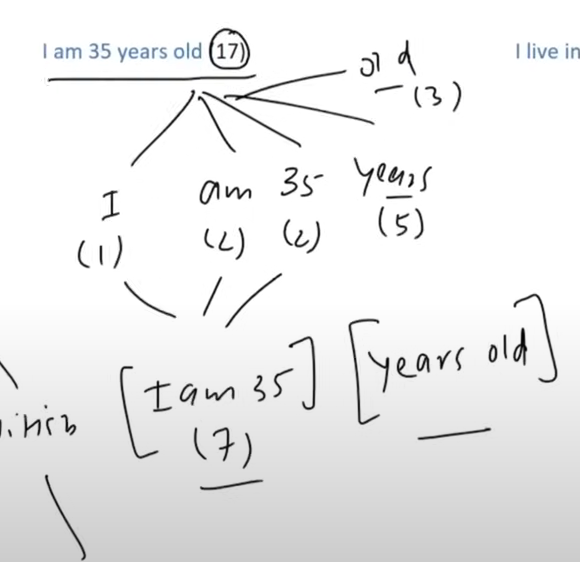 I am 35 years old (17)
I live in
old
(3)
I am 35 years
(1) (2) (2) (5)
[I am 35] [years old]
(7)